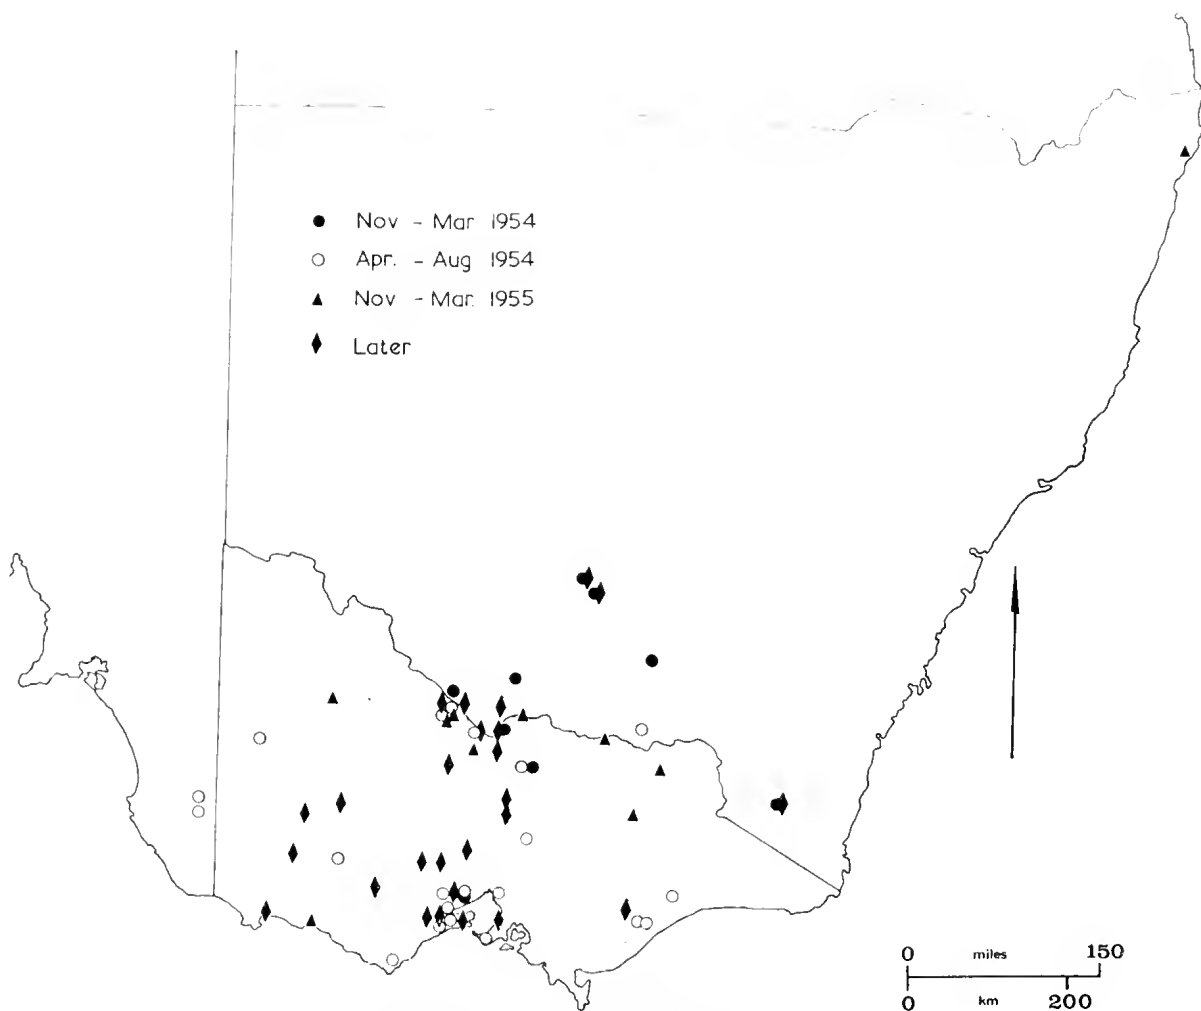 Nov - Mar 1954
Apr. - Aug 1954
Nov - Mar. 1955
Later
0 miles 150
0 km 200